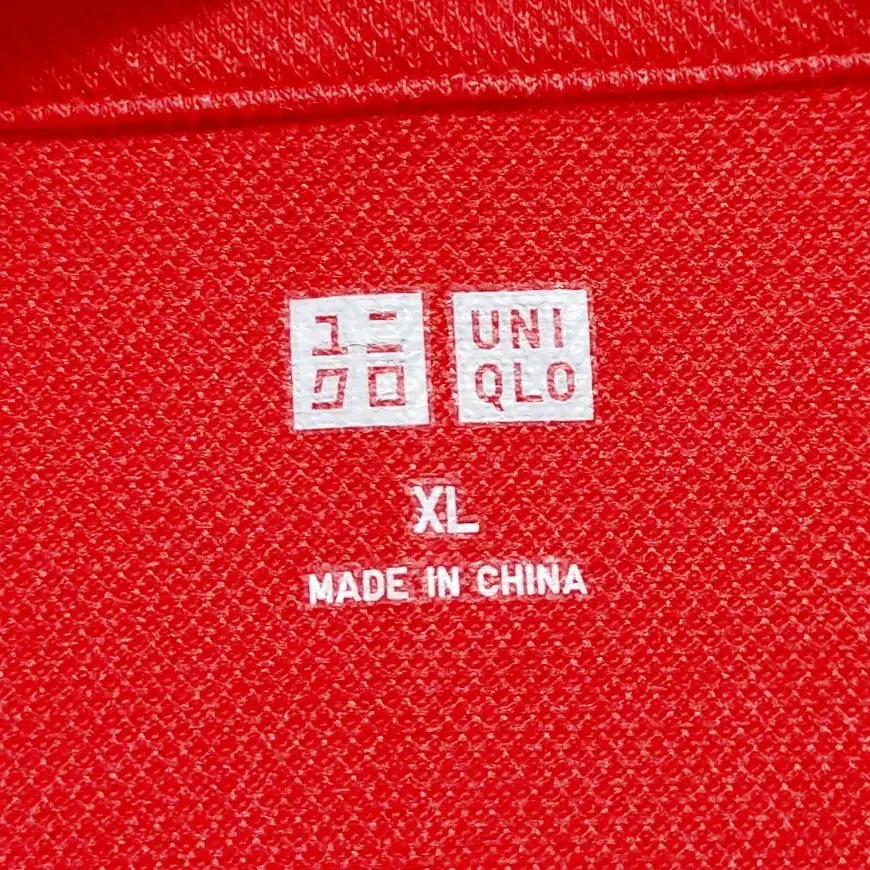 ユニ
クロ
UNI
QLO
XL
MADE IN CHINA